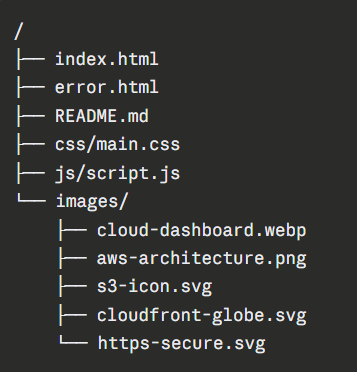 /
├── index.html
├── error.html
├── README.md
├── css/main.css
├── js/script.js
└── images/
    ├── cloud-dashboard.webp
    ├── aws-architecture.png
    ├── s3-icon.svg
    ├── cloudfront-globe.svg
    └── https-secure.svg